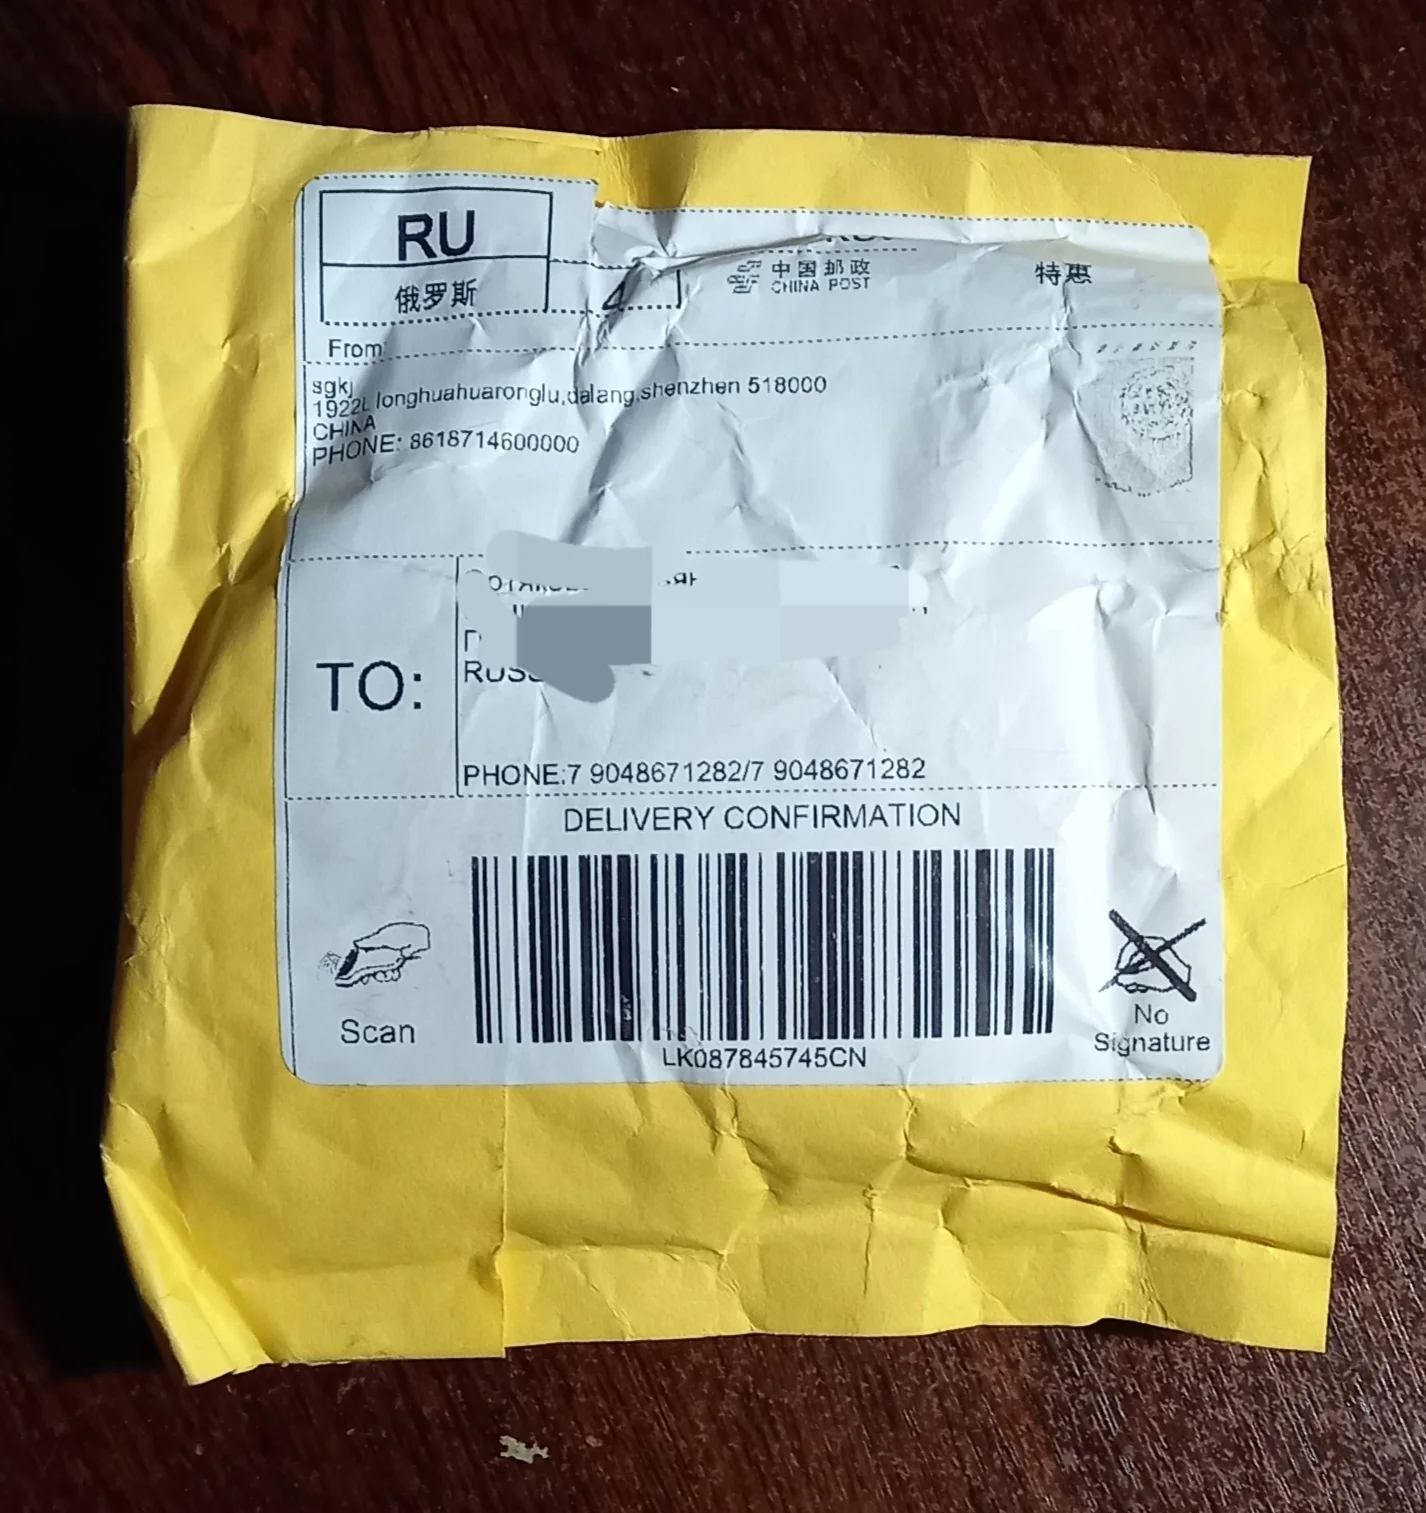 RU
俄罗斯
4
中国邮政
CHINA POST
特惠
From:
sgkj
1922L longhuahuaronglu,dalang,shenzhen 518000
CHINA
PHONE: 8618714600000
TO:
PHONE:7 9048671282/7 9048671282
DELIVERY CONFIRMATION
Scan
LK087845745CN
No
Signature